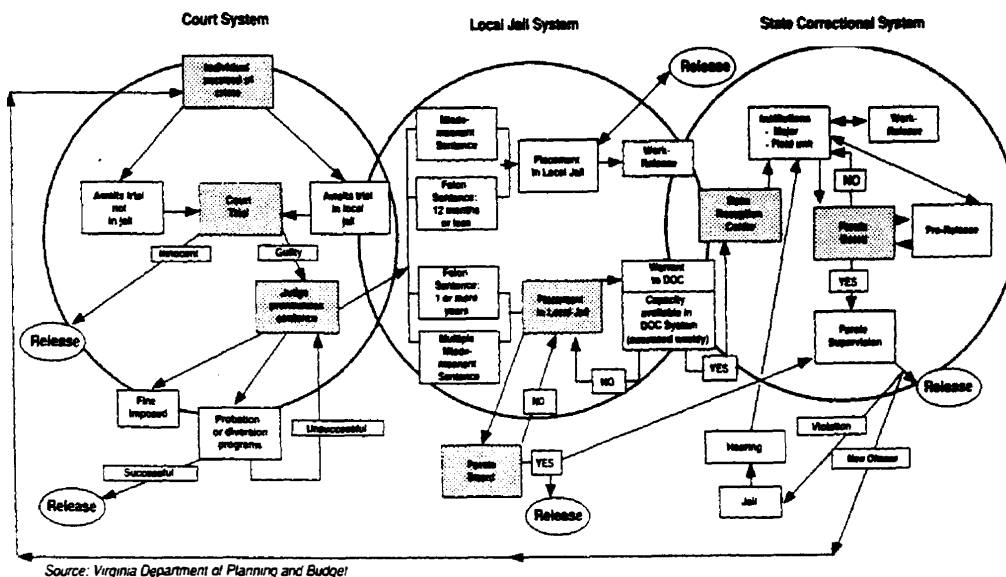 Court System
Local Jail System
State Correctional System
Individual
accused of
crime
Awaits trial
not
in jail
Court
Trial
Awaits trial
in local
jail
Innocent
Guilty
Judge
pronounces
sentence
Release
Fine
Imposed
Probation
or diversion
programs
Unsuccessful
Successful
Release
Misde-
meanant
Sentence
Felon
Sentence:
12 months
or less
Placement
in Local Jail
Release
Work-
Release
Felon
Sentence:
1 or more
years
Multiple
Misde-
meanant
Sentence
Placement
in Local Jail
Warrant
to DOC
Capacity
available in
DOC System
(assessed weekly)
NO
YES
NO
Parole
Board
YES
Release
Institutions
- Major
- Field unit
Work-
Release
State
Reception
Center
NO
Parole
Board
Pre-Release
YES
Parole
Supervision
Release
Violation
New Offense
Hearing
Jail
Source: Virginia Department of Planning and Budget